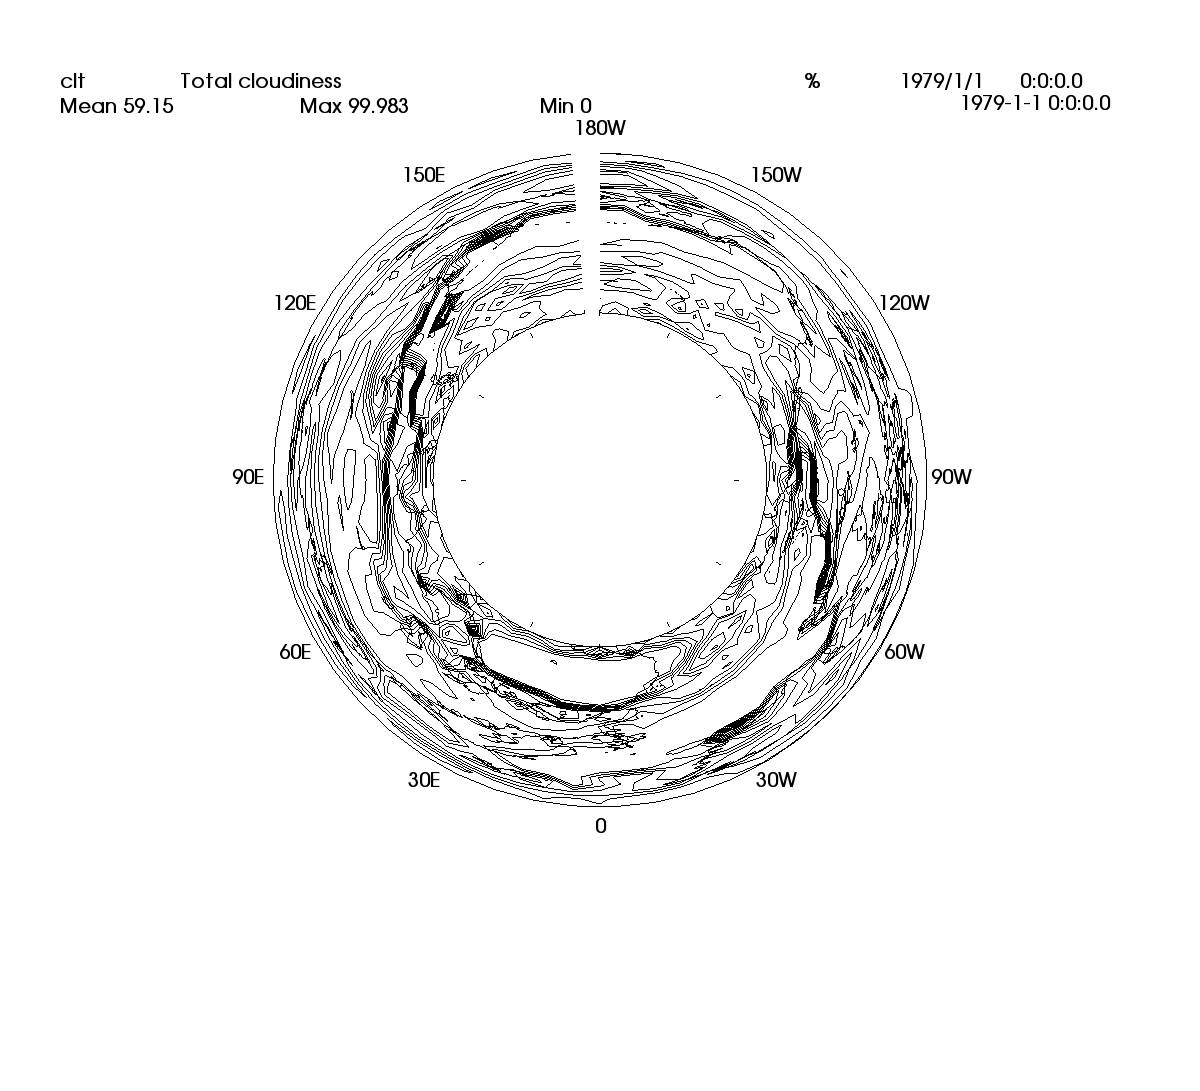 clt Total cloudiness % 1979/1/1 0:0:0.0
Mean 59.15 Max 99.983 Min 0 1979-1-1 0:0:0.0
180W
150E 150W
120E 120W
90E 90W
60E 60W
30E 30W
0